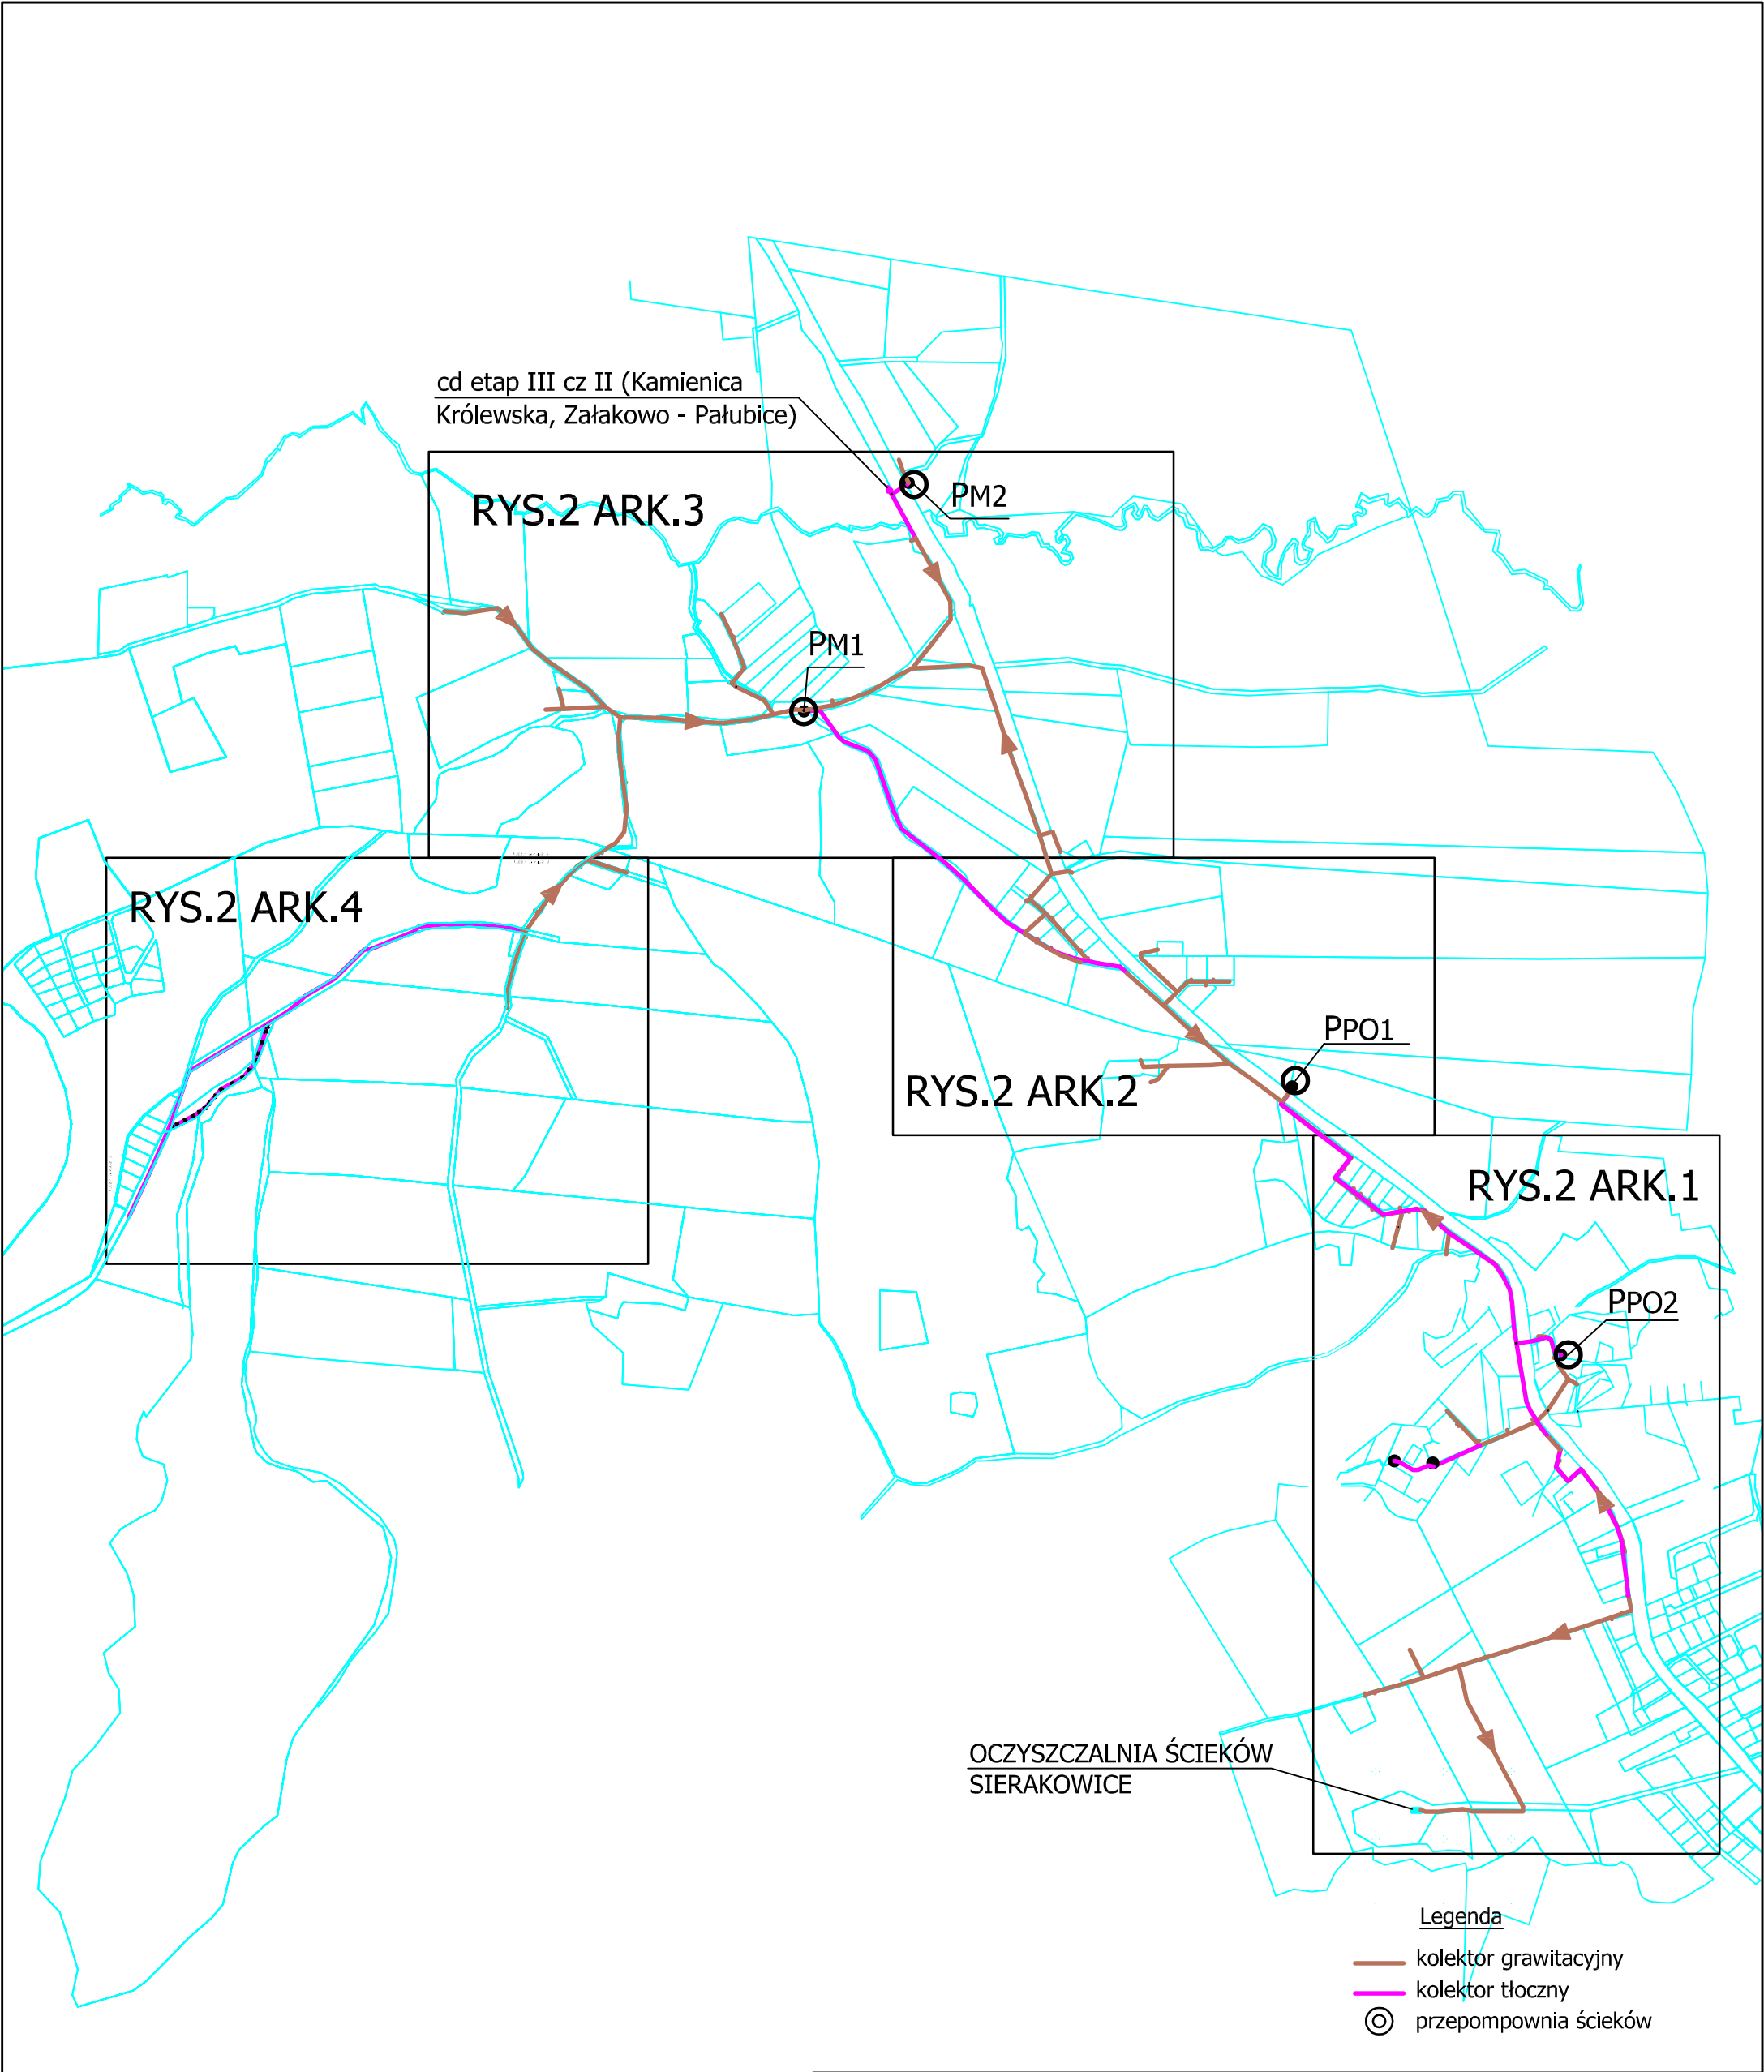 cd etap III cz II (Kamienica
Królewska, Załakowo - Pałubice)
RYS.2 ARK.3
PM2
PM1
RYS.2 ARK.4
PPO1
RYS.2 ARK.2
RYS.2 ARK.1
PPO2
OCZYSZCZALNIA ŚCIEKÓW
SIERAKOWICE
Legenda
kolektor grawitacyjny
kolektor tłoczny
przepompownia ścieków